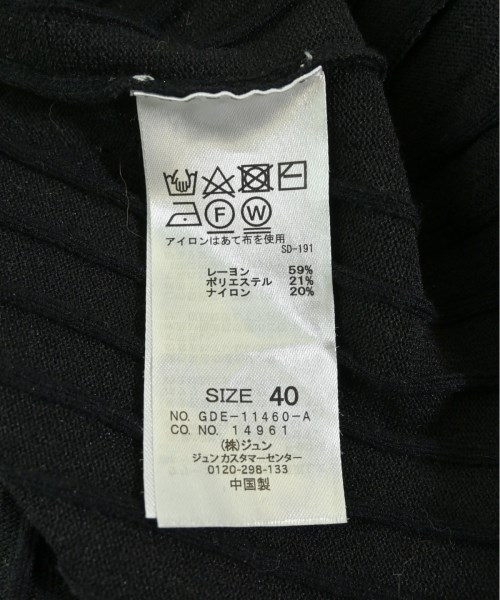 F W
アイロンはあて布を使用
SD-191
レーヨン 59%
ポリエステル 21%
ナイロン 20%
SIZE 40
NO. GDE-11460-A
CO. NO. 14961
(株)ジュン
ジュンカスタマーセンター
0120-298-133
中国製